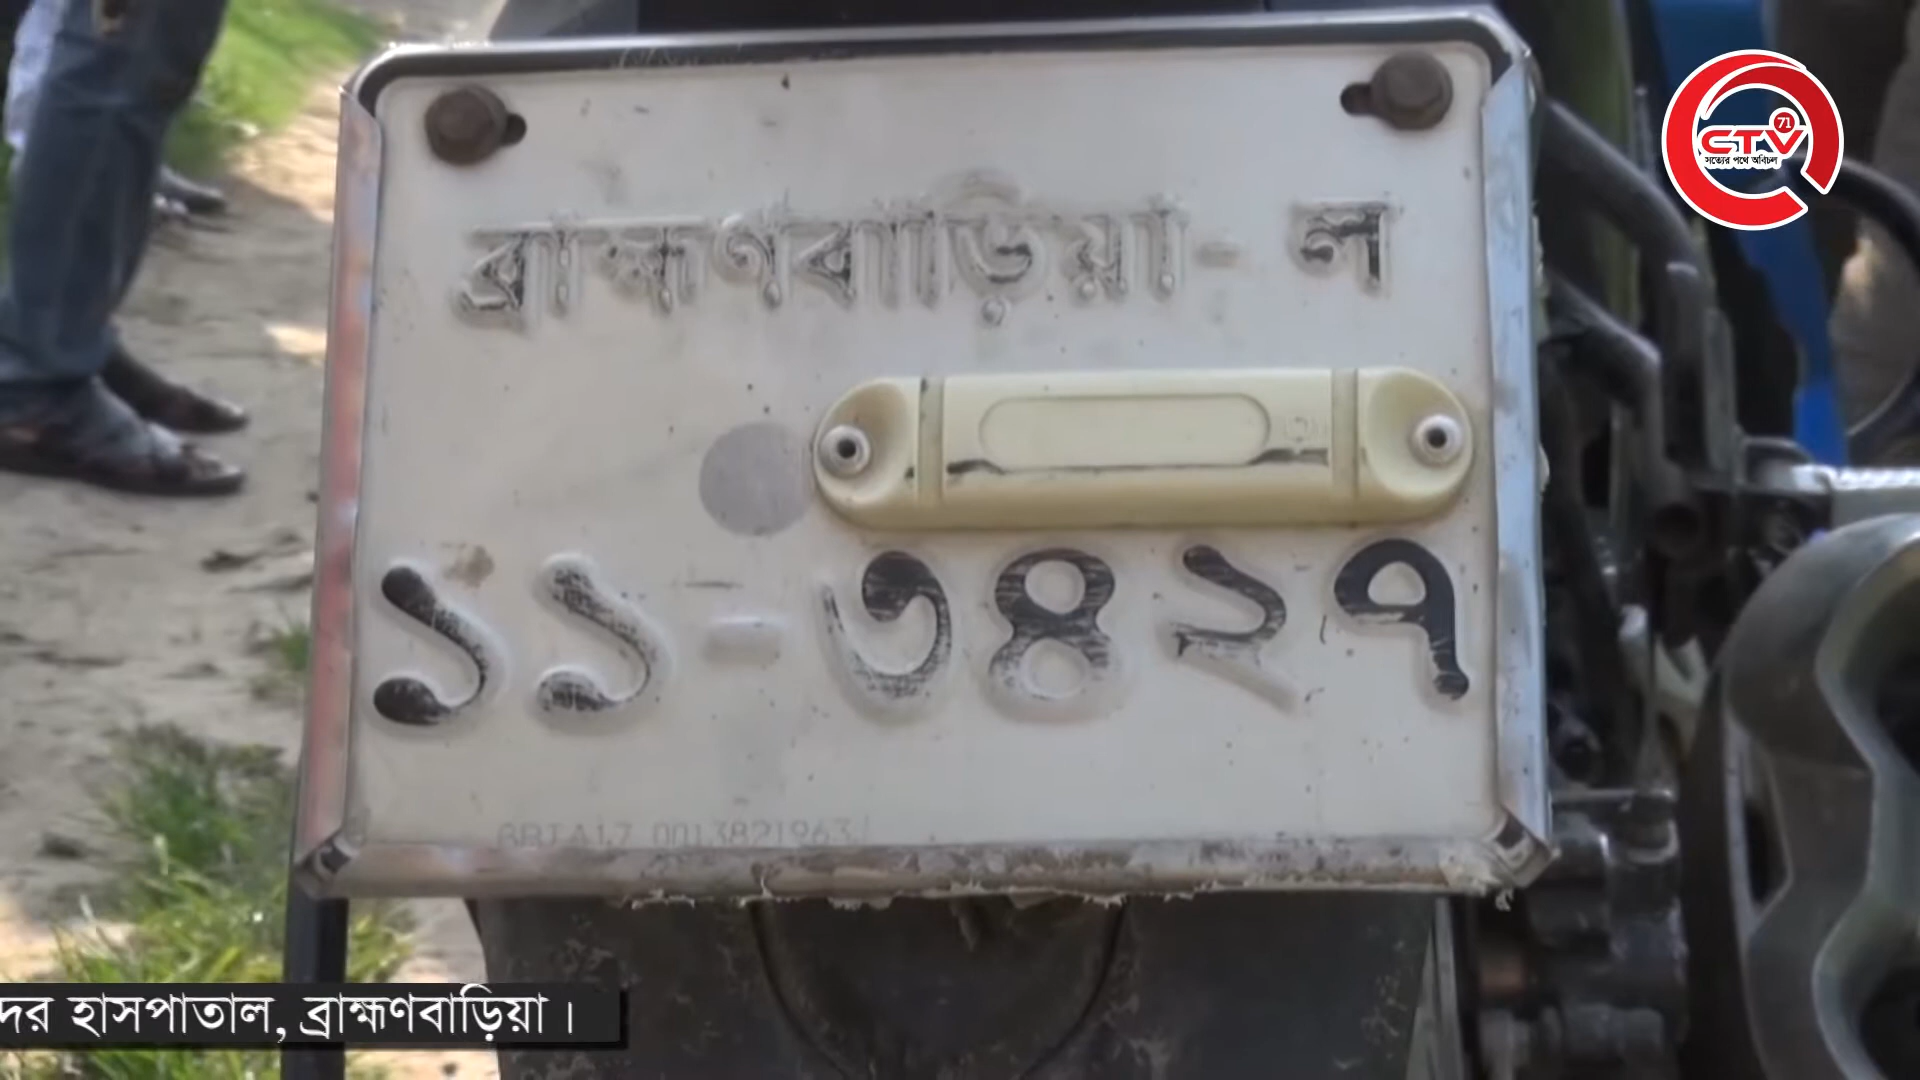 ব্রাহ্মণবাড়িয়া - ল
১১-৩৪২৭
BRTA17 0013821963
CTV 71
সত্যের পথে অবিচল
দর হাসপাতাল, ব্রাহ্মণবাড়িয়া।